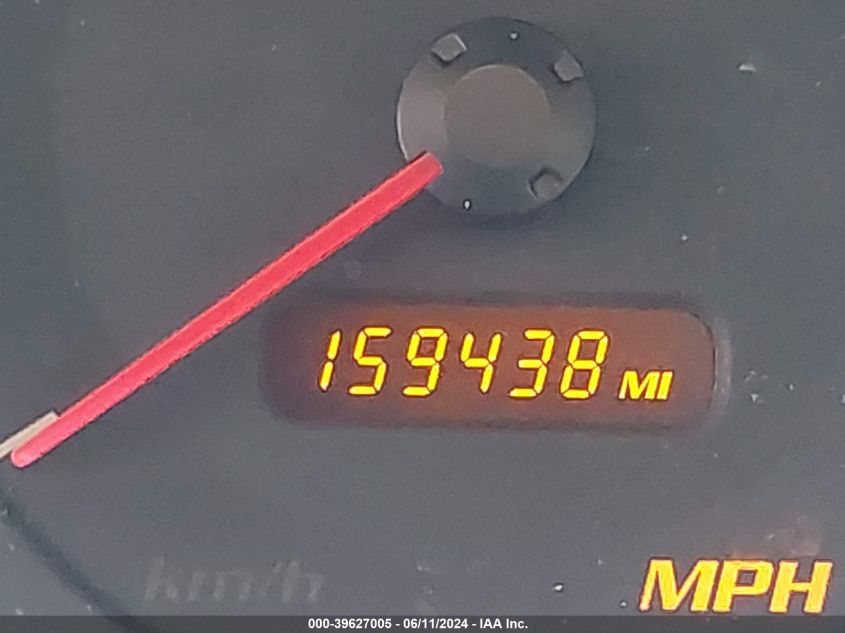 159438 MI
km/h
MPH
000-39627005 - 06/11/2024 - IAA Inc.